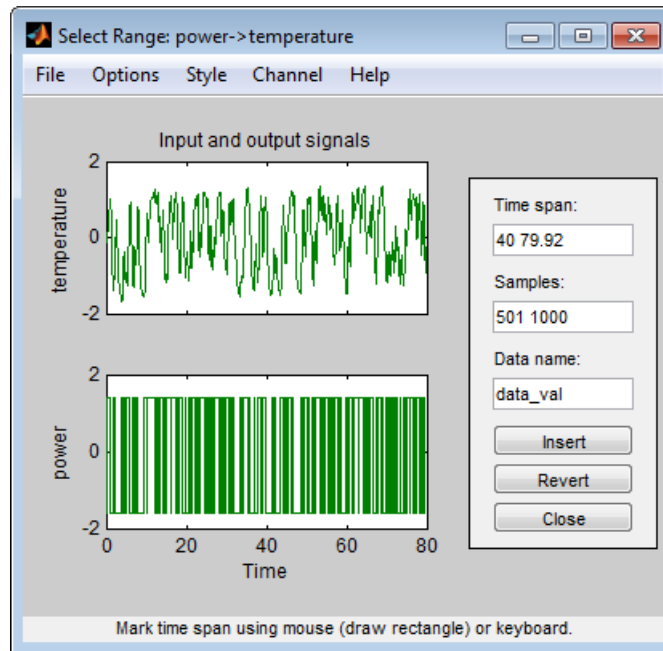 Select Range: power->temperature
File Options Style Channel Help
Input and output signals
2
0
-2
temperature
2
0
-2
power
0 20 40 60 80
Time
Time span:
40 79.92
Samples:
501 1000
Data name:
data_val
Insert
Revert
Close
Mark time span using mouse (draw rectangle) or keyboard.